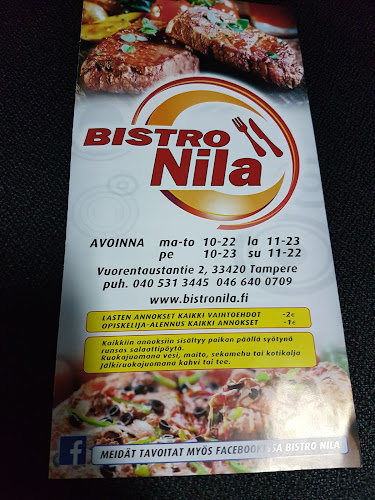 BISTRO
Nila
AVOINNA ma-to 10-22 la 11-23
pe 10-23 su 11-22
Vuorentaustantie 2, 33420 Tampere
puh. 040 531 3445 046 640 0709
www.bistronila.fi
LASTEN ANNOKSET KAIKKI VAIHTOEHDOT -2€
OPISKELIJA-ALENNUS KAIKKI ANNOKSET -1€
Kaikkiin annoksiin sisältyy paikan päällä syötynä
runsas salaattipöytä.
Ruokajuomana vesi, maito, sekamehu tai kotikalja
Jälkiruokajuomana kahvi tai tee.
f MEIDÄT TAVOITAT MYÖS FACEBOOKISSA BISTRO NILA